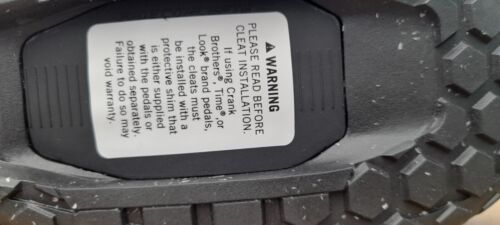 ⚠ WARNING
PLEASE READ BEFORE
CLEAT INSTALLATION.
If using Crank
Brothers®, Time®,or
Look® brand pedals,
the cleats must
be installed with a
protective shim that
is either supplied
with the pedals or
obtained separately.
Failure to do so may
void warranty.